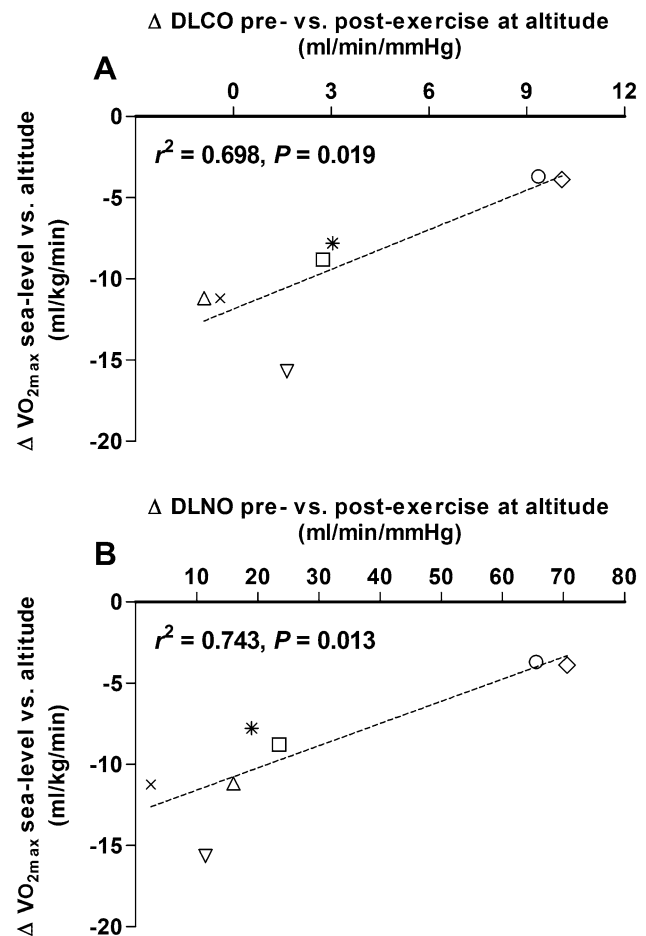 Δ DLCO pre- vs. post-exercise at altitude
(ml/min/mmHg)
A
0 3 6 9 12
Δ VO2max sea-level vs. altitude
(ml/kg/min)
0
-5
-10
-15
-20
r² = 0.698, P = 0.019
Δ DLNO pre- vs. post-exercise at altitude
(ml/min/mmHg)
B
10 20 30 40 50 60 70 80
Δ VO2max sea-level vs. altitude
(ml/kg/min)
0
-5
-10
-15
-20
r² = 0.743, P = 0.013